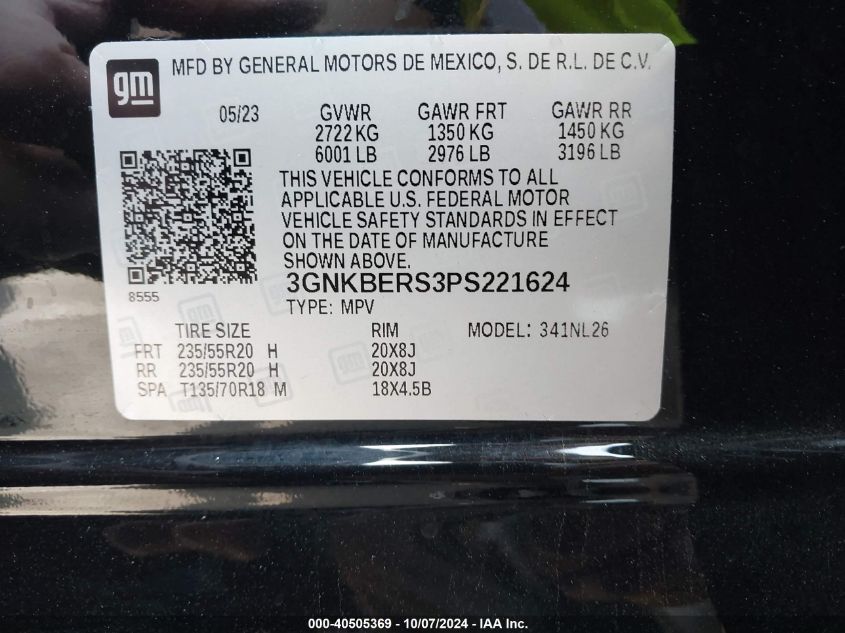 gm
MFD BY GENERAL MOTORS DE MEXICO, S. DE R.L. DE C.V.
05/23 GVWR GAWR FRT GAWR RR
2722 KG 1350 KG 1450 KG
6001 LB 2976 LB 3196 LB
THIS VEHICLE CONFORMS TO ALL
APPLICABLE U.S. FEDERAL MOTOR
VEHICLE SAFETY STANDARDS IN EFFECT
ON THE DATE OF MANUFACTURE
SHOWN ABOVE.
3GNKBERS3PS221624
8555
TYPE: MPV
TIRE SIZE RIM MODEL: 341NL26
FRT 235/55R20 H 20X8J
RR 235/55R20 H 20X8J
SPA T135/70R18 M 18X4.5B
000-40505369 - 10/07/2024 - IAA Inc.